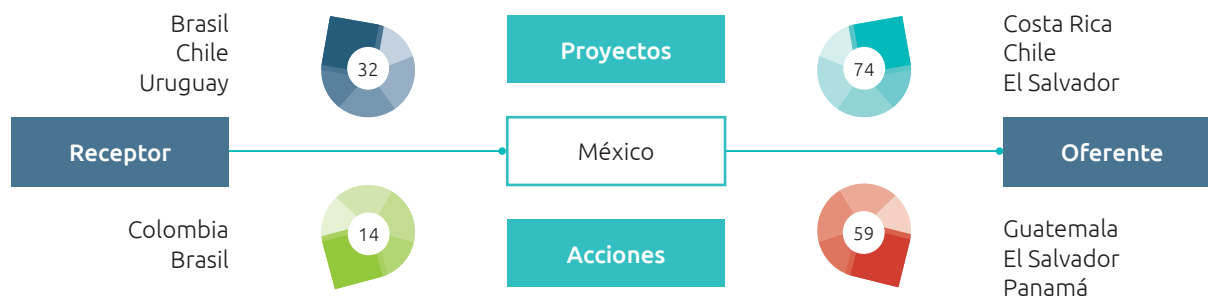 Brasil
Chile
Uruguay
32
Proyectos
74
Costa Rica
Chile
El Salvador
Receptor
México
Oferente
Colombia
Brasil
14
Acciones
59
Guatemala
El Salvador
Panamá